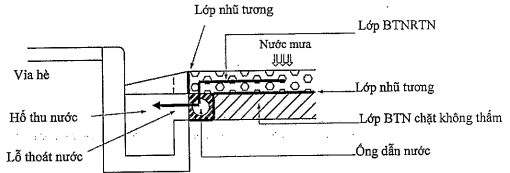 Lớp nhũ tương
Lớp BTNRTN
Nước mưa
Vỉa hè
Lớp nhũ tương
Hố thu nước
Lớp BTN chặt không thấm
Lỗ thoát nước
Ống dẫn nước